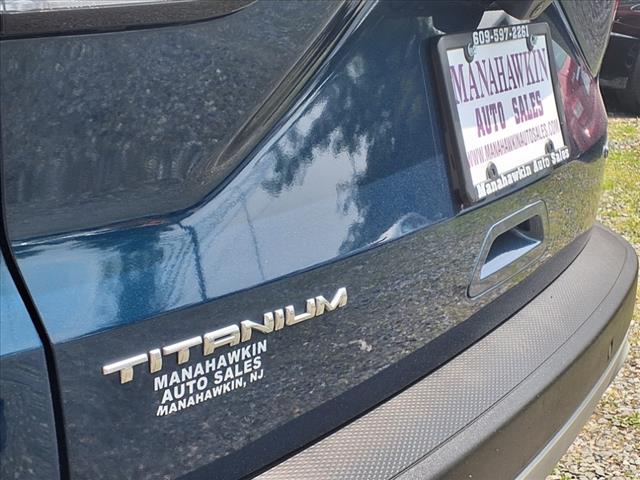 609-597-2261
MANAHAWKIN
AUTO SALES
WWW.MANAHAWKINAUTOSALES.COM
Manahawkin Auto Sales
TITANIUM
MANAHAWKIN
AUTO SALES
MANAHAWKIN, NJ